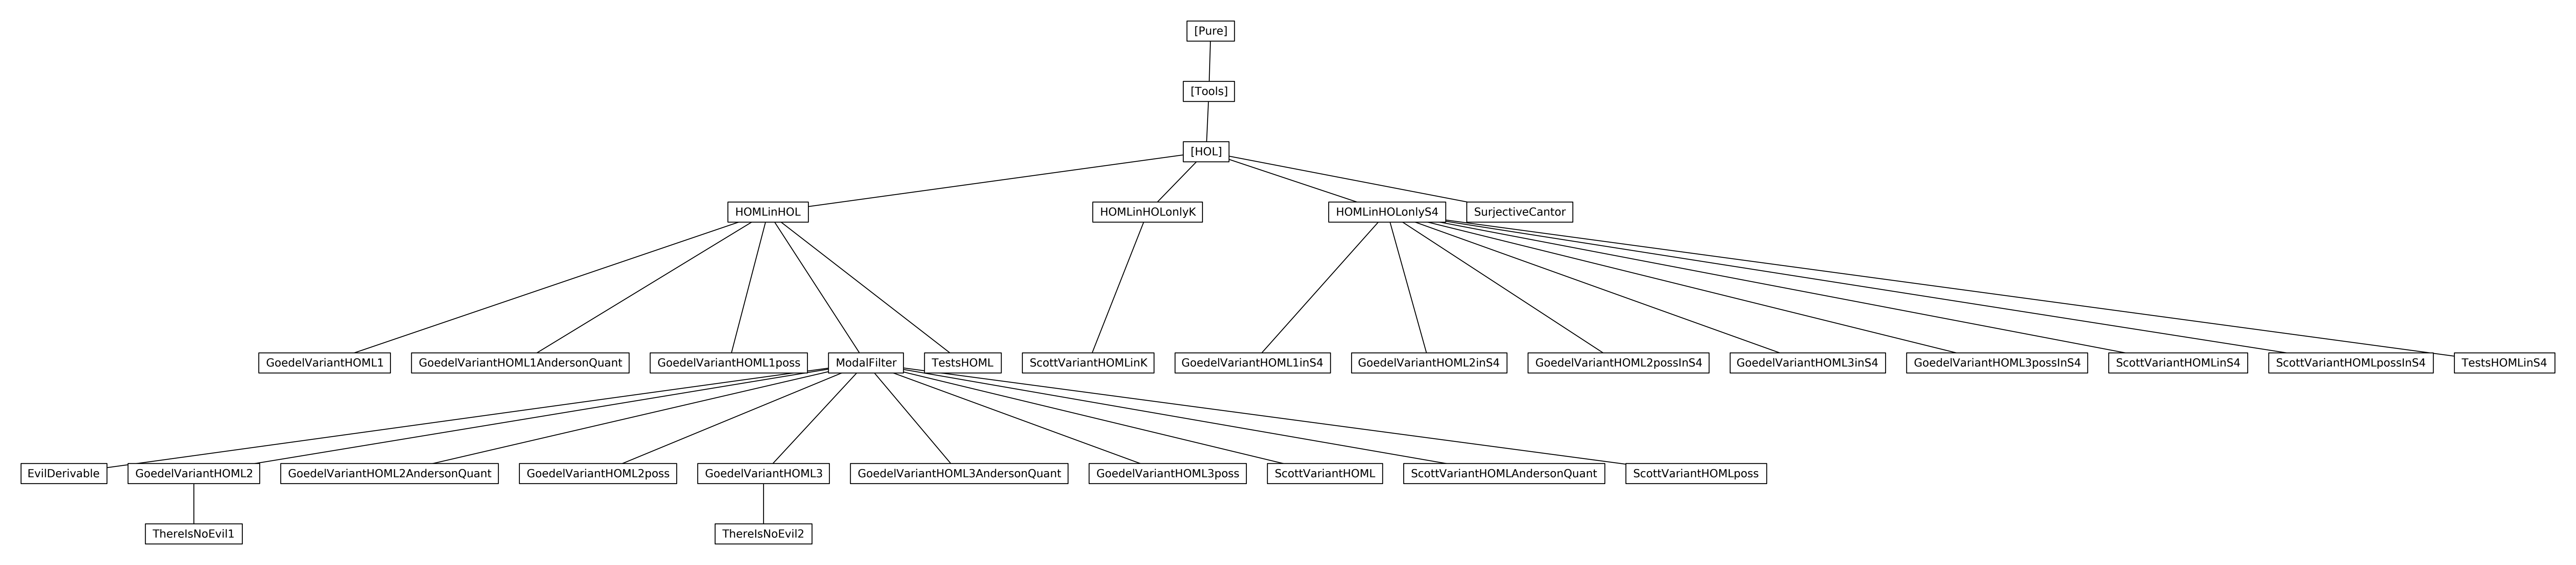 [Pure]
[Tools]
[HOL]
HOMLinHOL
HOMLinHOLonlyK
HOMLinHOLonlyS4
SurjectiveCantor
GoedelVariantHOML1
GoedelVariantHOML1AndersonQuant
GoedelVariantHOML1poss
ModalFilter
TestsHOML
ScottVariantHOMLinK
GoedelVariantHOML1inS4
GoedelVariantHOML2inS4
GoedelVariantHOML2possInS4
GoedelVariantHOML3inS4
GoedelVariantHOML3possInS4
ScottVariantHOMLinS4
ScottVariantHOMLpossInS4
TestsHOMLinS4
EvilDerivable
GoedelVariantHOML2
GoedelVariantHOML2AndersonQuant
GoedelVariantHOML2poss
GoedelVariantHOML3
GoedelVariantHOML3AndersonQuant
GoedelVariantHOML3poss
ScottVariantHOML
ScottVariantHOMLAndersonQuant
ScottVariantHOMLposs
ThereIsNoEvil1
ThereIsNoEvil2